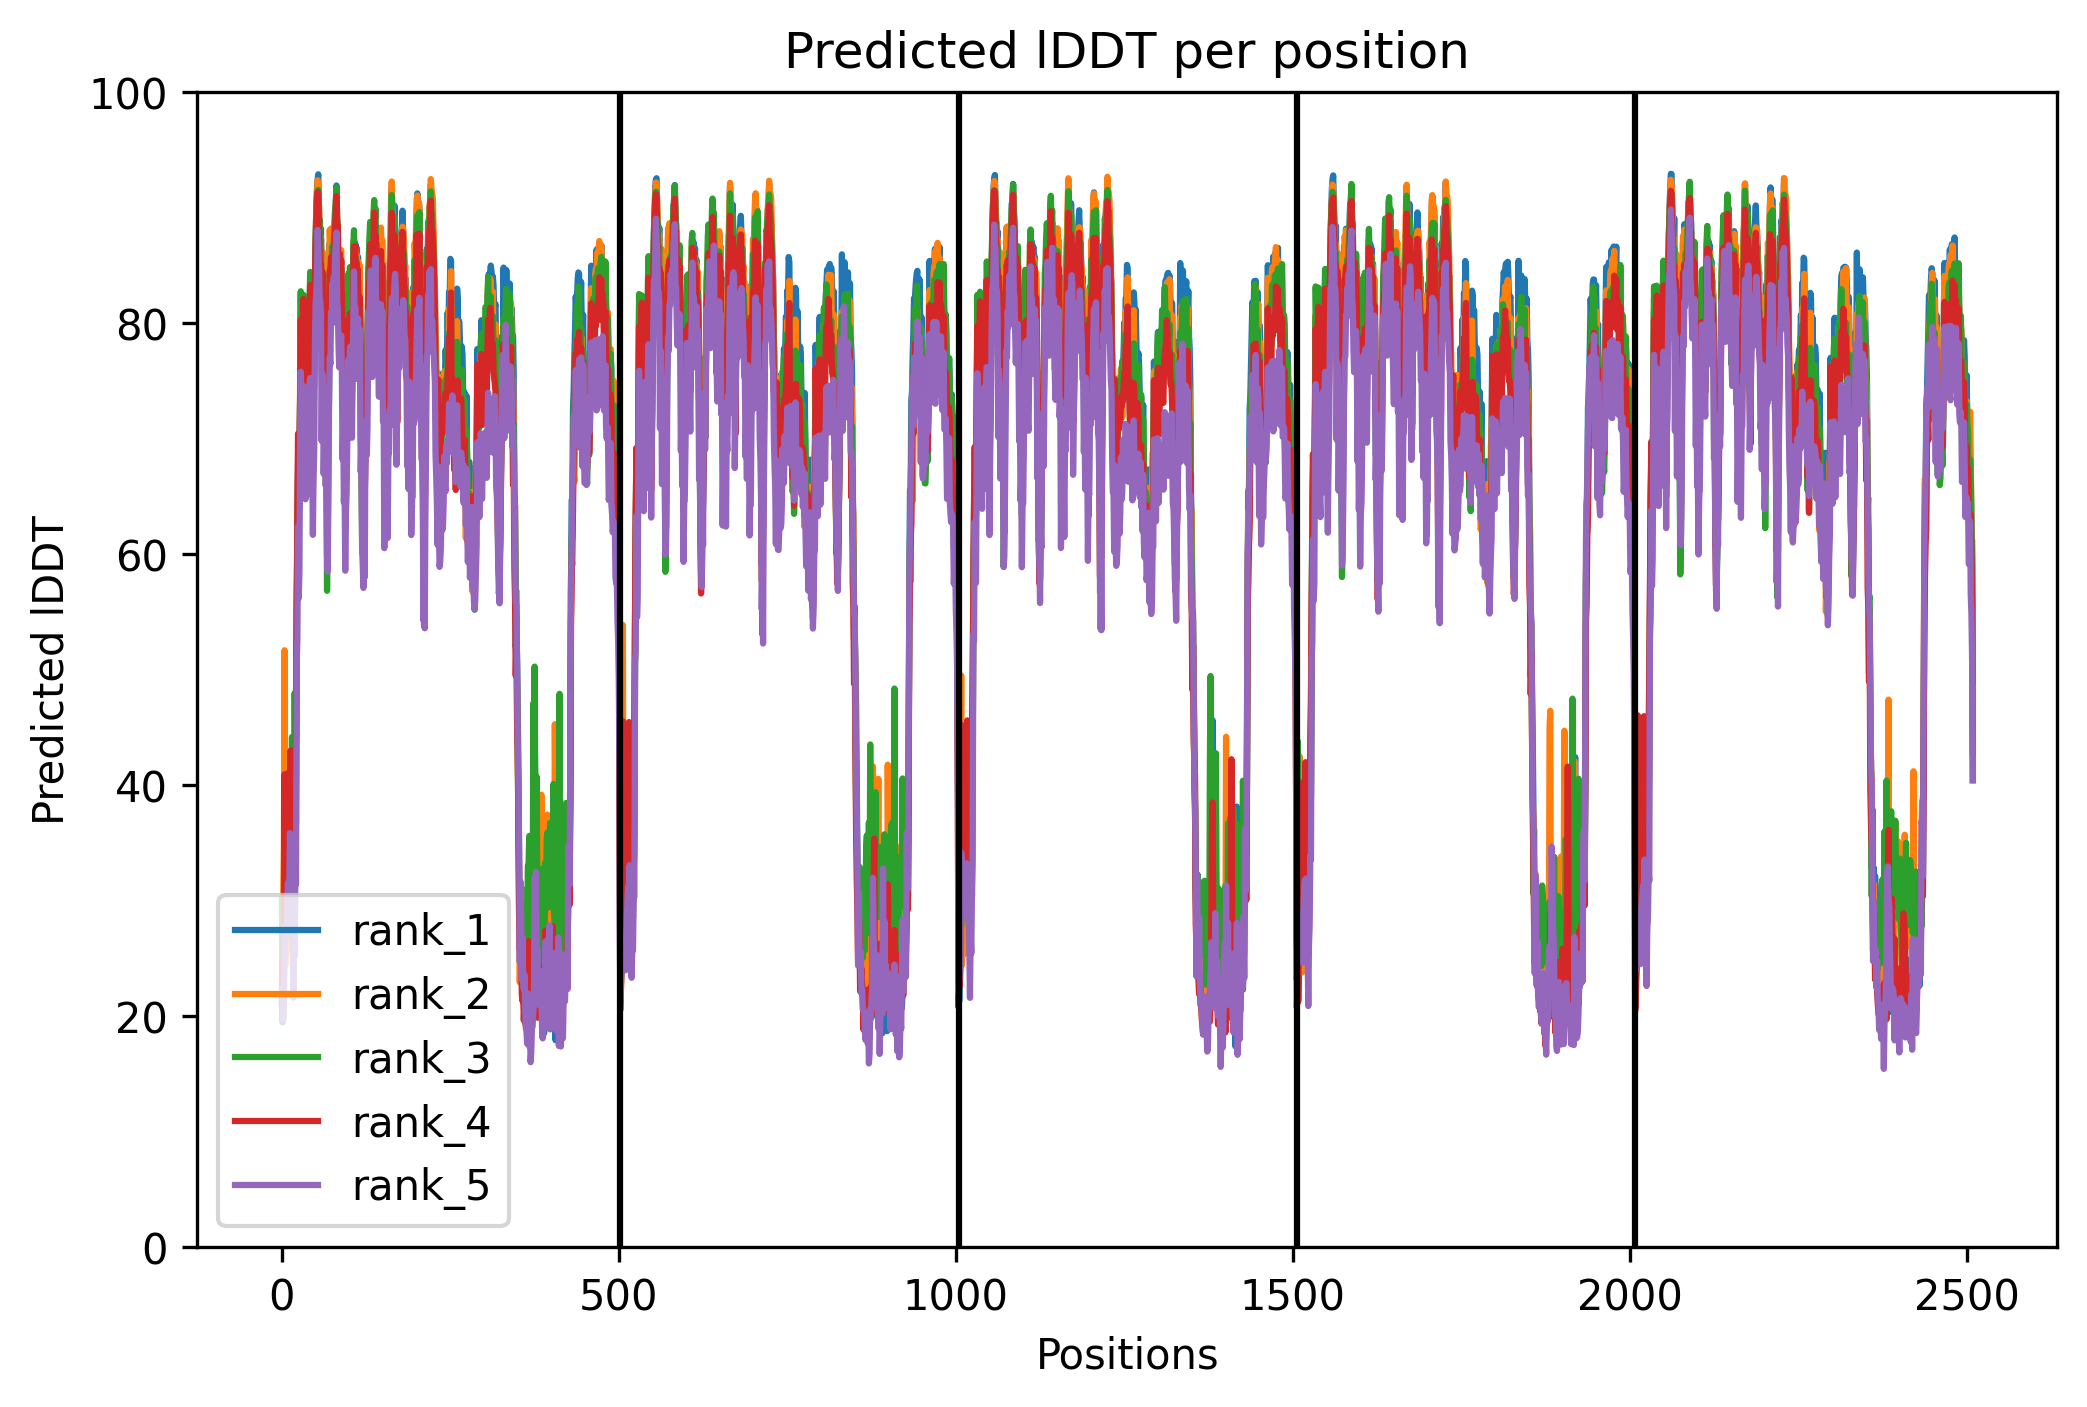 Predicted lDDT per position
100
80
60
40
20
0
Predicted lDDT
rank_1
rank_2
rank_3
rank_4
rank_5
0 500 1000 1500 2000 2500
Positions